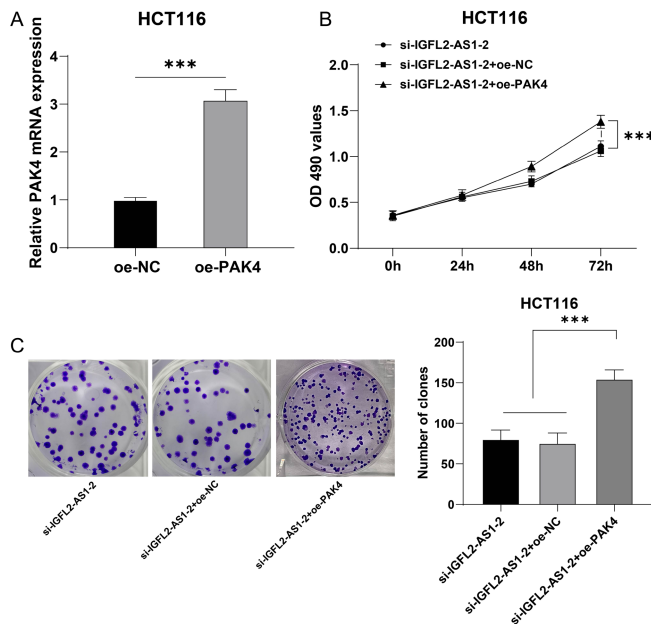 A
HCT116
Relative PAK4 mRNA expression
4
3
2
1
0
***
oe-NC
oe-PAK4
B
HCT116
si-IGFL2-AS1-2
si-IGFL2-AS1-2+oe-NC
si-IGFL2-AS1-2+oe-PAK4
OD 490 values
2.0
1.5
1.0
0.5
0.0
***
0h
24h
48h
72h
C
si-IGFL2-AS1-2
si-IGFL2-AS1-2+oe-NC
si-IGFL2-AS1-2+oe-PAK4
HCT116
Number of clones
200
150
100
50
0
***
si-IGFL2-AS1-2
si-IGFL2-AS1-2+oe-NC
si-IGFL2-AS1-2+oe-PAK4